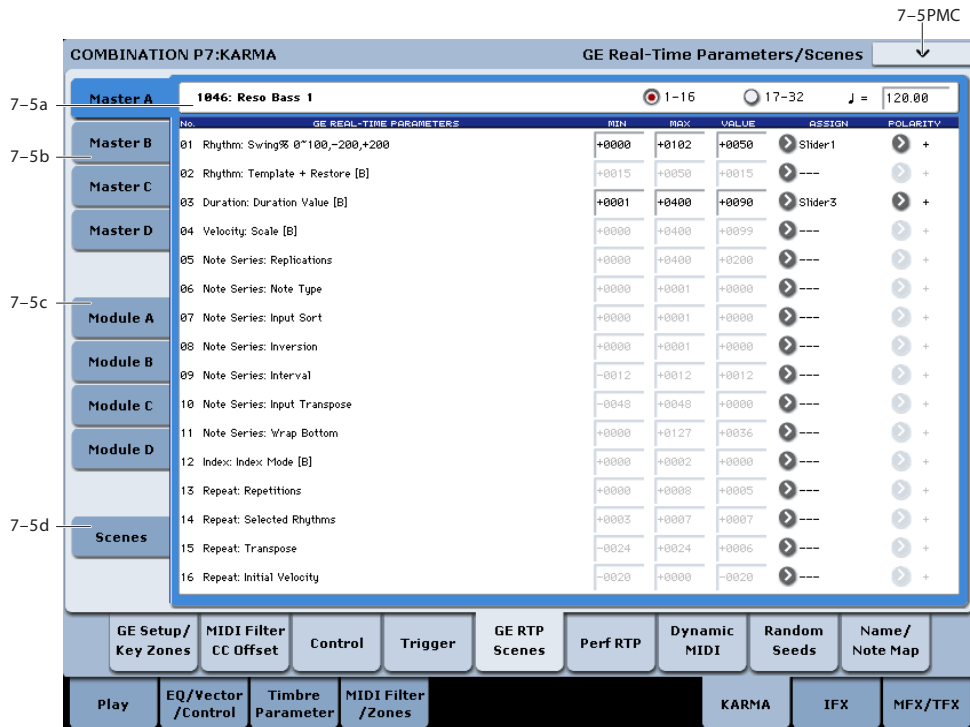 7-5PMC
COMBINATION P7:KARMA GE Real-Time Parameters/Scenes
7-5a Master A 1046: Reso Bass 1 1-16 17-32 ♩ = 120.00
No. GE REAL-TIME PARAMETERS MIN MAX VALUE ASSIGN POLARITY
7-5b Master B 01 Rhythm: Swing% 0~100,-200,+200 +0000 +0102 +0050 Slider1 +
Master C 02 Rhythm: Template + Restore [B] +0015 +0050 +0015 --- +
03 Duration: Duration Value [B] +0001 +0400 +0090 Slider3 +
Master D 04 Velocity: Scale [B] +0000 +0400 +0099 --- +
05 Note Series: Replications +0000 +0400 +0200 --- +
7-5c 06 Note Series: Note Type +0000 +0001 +0000 --- +
Module A 07 Note Series: Input Sort +0000 +0001 +0000 --- +
Module B 08 Note Series: Inversion +0000 +0001 +0000 --- +
09 Note Series: Interval -0012 +0012 +0012 --- +
Module C 10 Note Series: Input Transpose -0048 +0048 +0000 --- +
Module D 11 Note Series: Wrap Bottom +0000 +0127 +0036 --- +
12 Index: Index Mode [B] +0000 +0002 +0000 --- +
13 Repeat: Repetitions +0000 +0008 +0005 --- +
7-5d Scenes 14 Repeat: Selected Rhythms +0003 +0007 +0007 --- +
15 Repeat: Transpose -0024 +0024 +0006 --- +
16 Repeat: Initial Velocity -0020 +0000 -0020 --- +
GE Setup/ MIDI Filter Control Trigger GE RTP Perf RTP Dynamic Random Name/
Key Zones CC Offset Scenes MIDI Seeds Note Map
Play EQ/Vector Timbre MIDI Filter KARMA IFX MFX/TFX
/Control Parameter /Zones